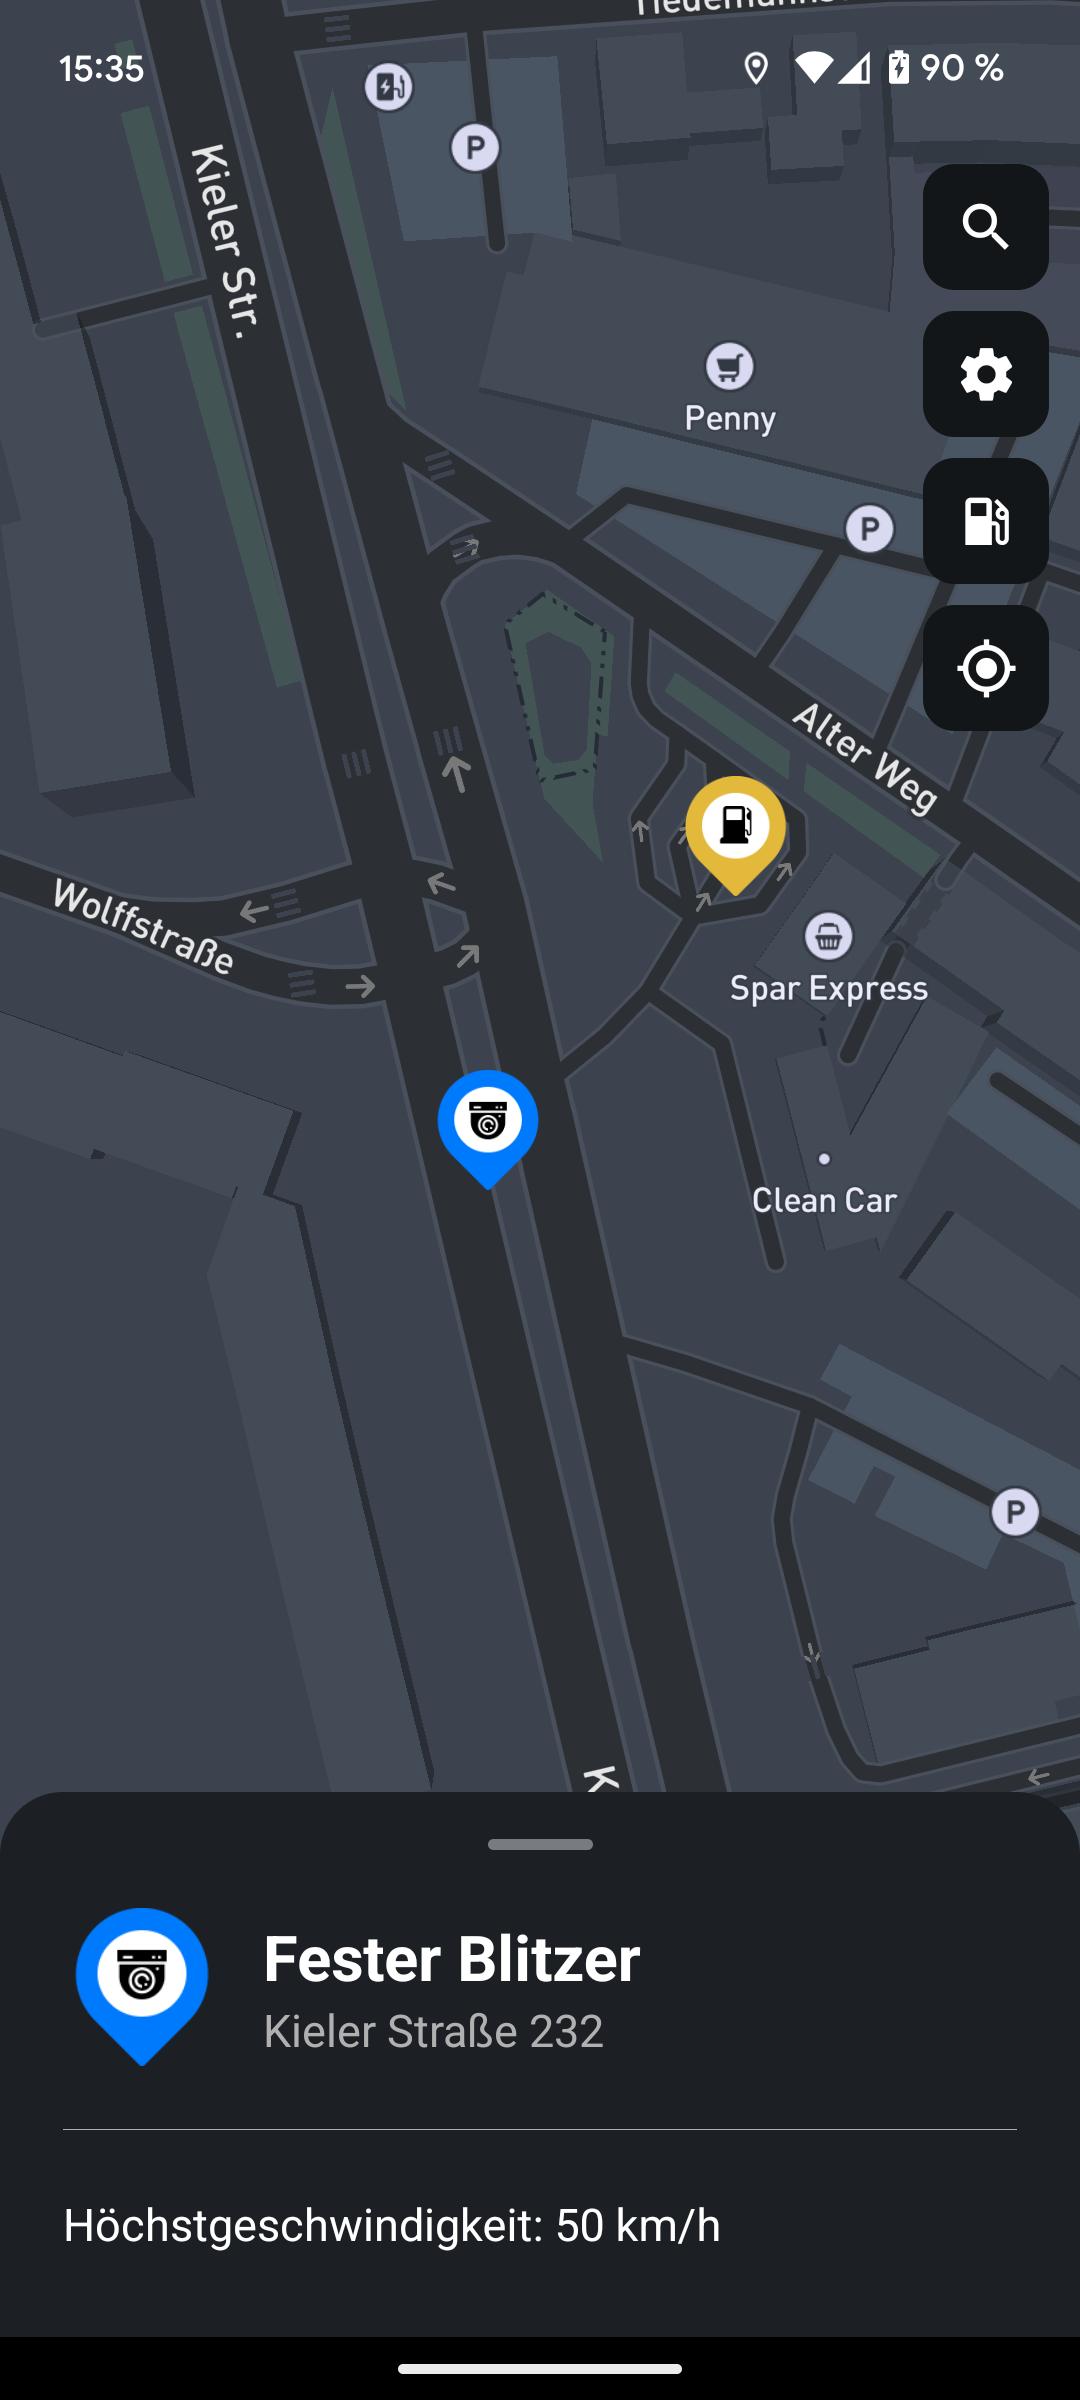 15:35
90 %
Kieler Str.
P
Penny
P
Alter Weg
Wolffstraße
Spar Express
Clean Car
P
K
Fester Blitzer
Kieler Straße 232
Höchstgeschwindigkeit: 50 km/h